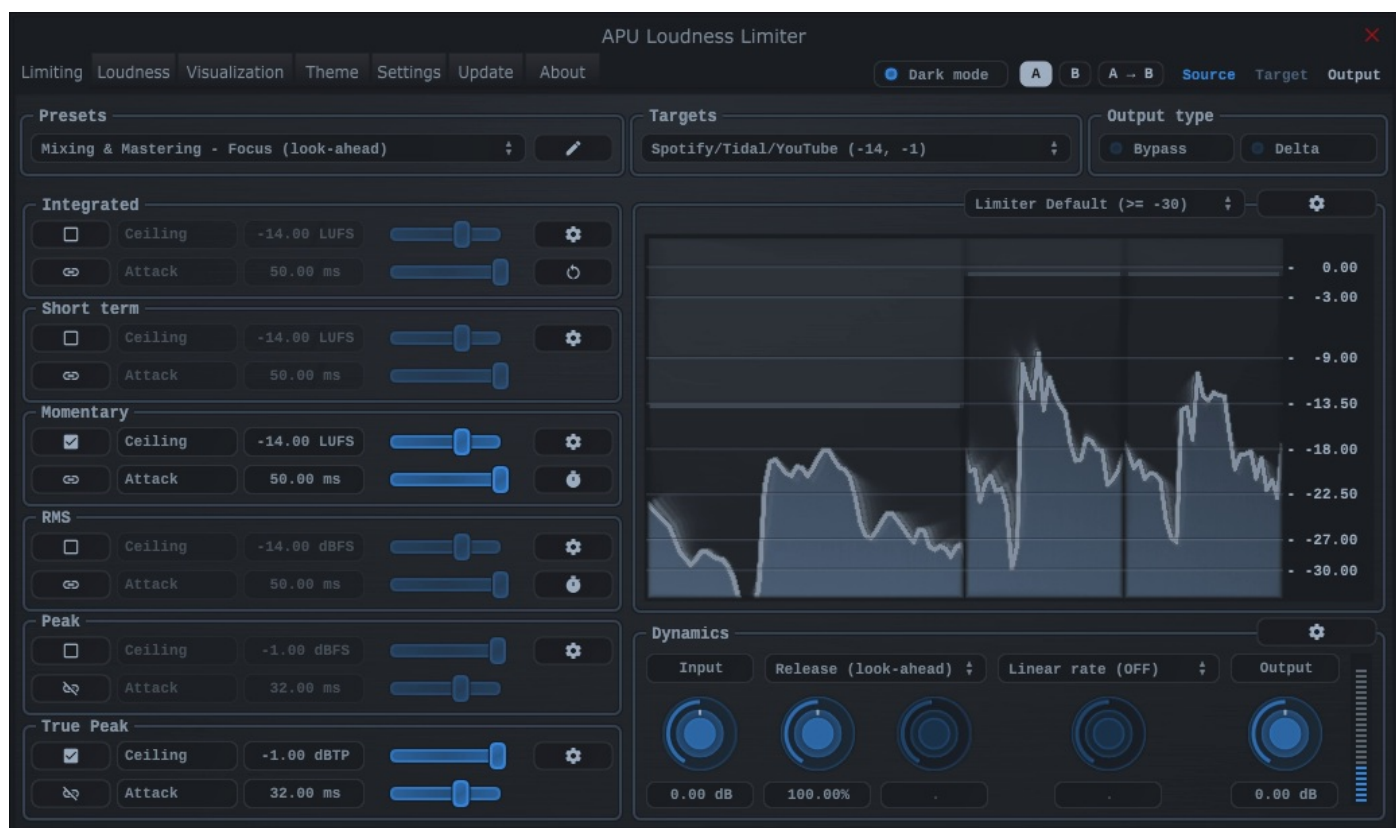 APU Loudness Limiter
Limiting Loudness Visualization Theme Settings Update About
Dark mode A B A → B Source Target Output
Presets
Mixing & Mastering - Focus (look-ahead)
Targets
Spotify/Tidal/YouTube (-14, -1)
Output type
Bypass Delta
Integrated
Ceiling -14.00 LUFS
Attack 50.00 ms
Short term
Ceiling -14.00 LUFS
Attack 50.00 ms
Momentary
Ceiling -14.00 LUFS
Attack 50.00 ms
RMS
Ceiling -14.00 dBFS
Attack 50.00 ms
Peak
Ceiling -1.00 dBFS
Attack 32.00 ms
True Peak
Ceiling -1.00 dBTP
Attack 32.00 ms
Limiter Default (>= -30)
- 0.00
- -3.00
- -9.00
- -13.50
- -18.00
- -22.50
- -27.00
- -30.00
Dynamics
Input Release (look-ahead) Linear rate (OFF) Output
0.00 dB 100.00% . . 0.00 dB